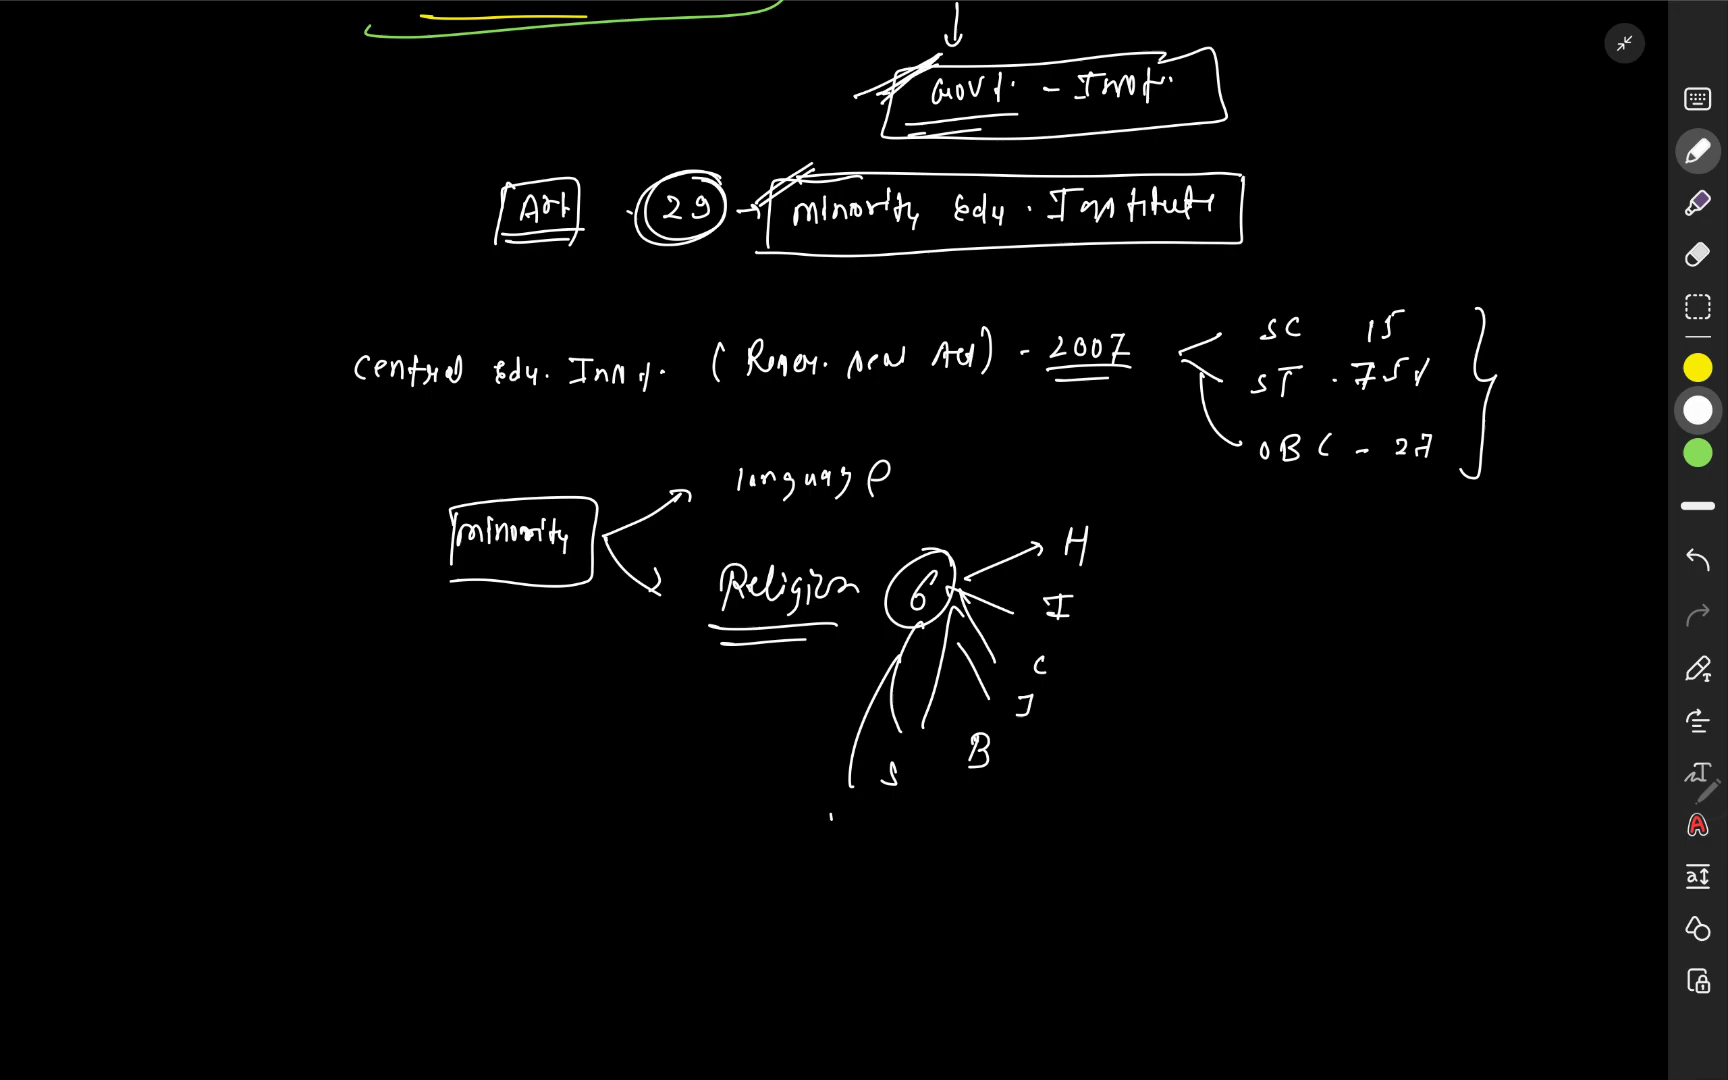 Govt. - Inst.
Art 29 → minority Edu. Institute
Central Edu. Inst. ( Reser. Act) - 2007
SC 15
ST . 7.5%
OBC - 27
language
minority
Religion 6
H
I
C
J
B
S